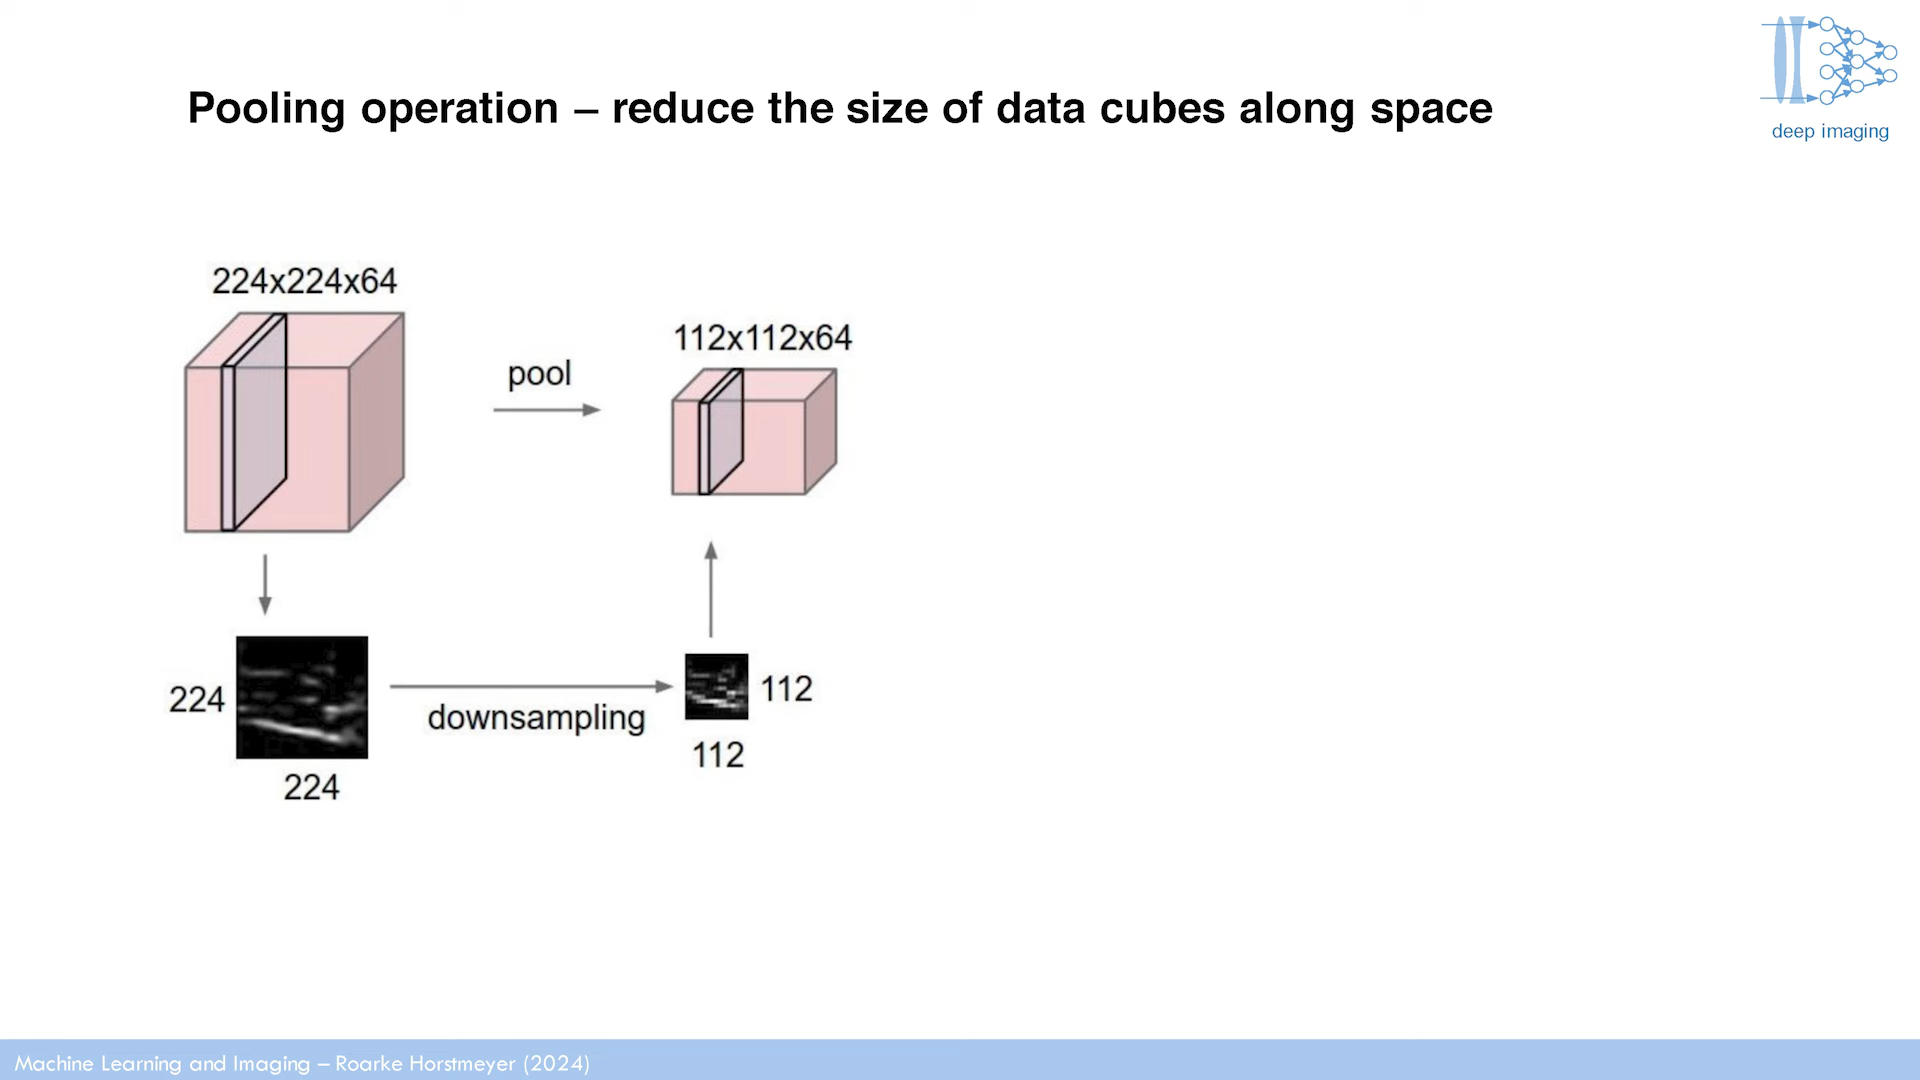 deep imaging
Pooling operation – reduce the size of data cubes along space
224x224x64
pool
112x112x64
224
224
downsampling
112
112
Machine Learning and Imaging – Roarke Horstmeyer (2024)